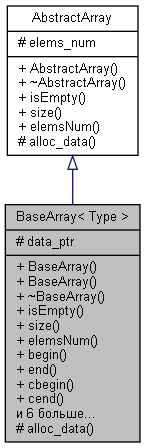 AbstractArray
# elems_num
+ AbstractArray()
+ ~AbstractArray()
+ isEmpty()
+ size()
+ elemsNum()
# alloc_data()
BaseArray< Type >
# data_ptr
+ BaseArray()
+ BaseArray()
+ ~BaseArray()
+ isEmpty()
+ size()
+ elemsNum()
+ begin()
+ end()
+ cbegin()
+ cend()
и 6 больше...
# alloc_data()